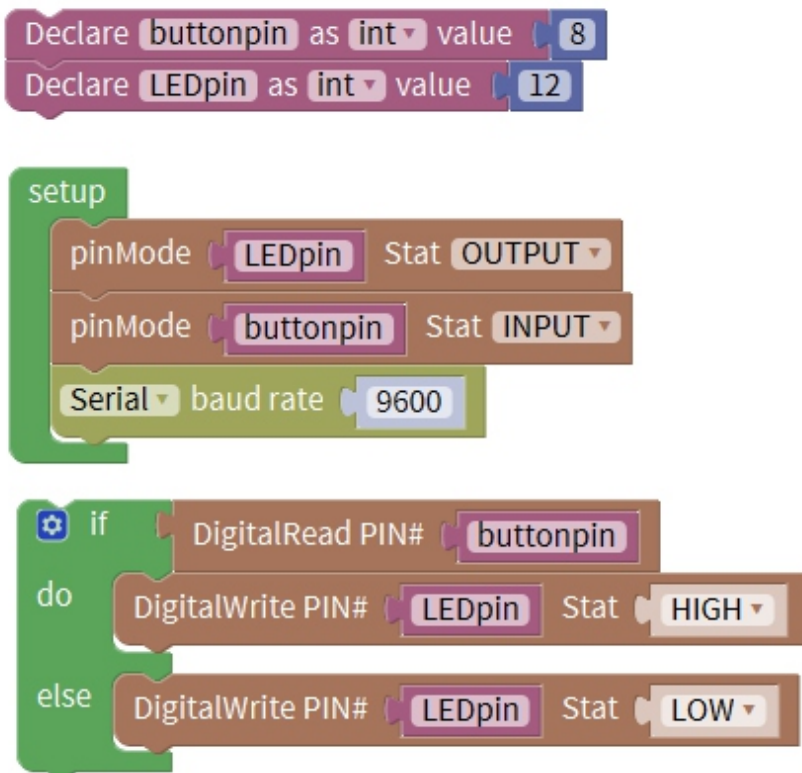 Declare buttonpin as int value 8
Declare LEDpin as int value 12
setup
pinMode LEDpin Stat OUTPUT
pinMode buttonpin Stat INPUT
Serial baud rate 9600
if DigitalRead PIN# buttonpin
do DigitalWrite PIN# LEDpin Stat HIGH
else DigitalWrite PIN# LEDpin Stat LOW